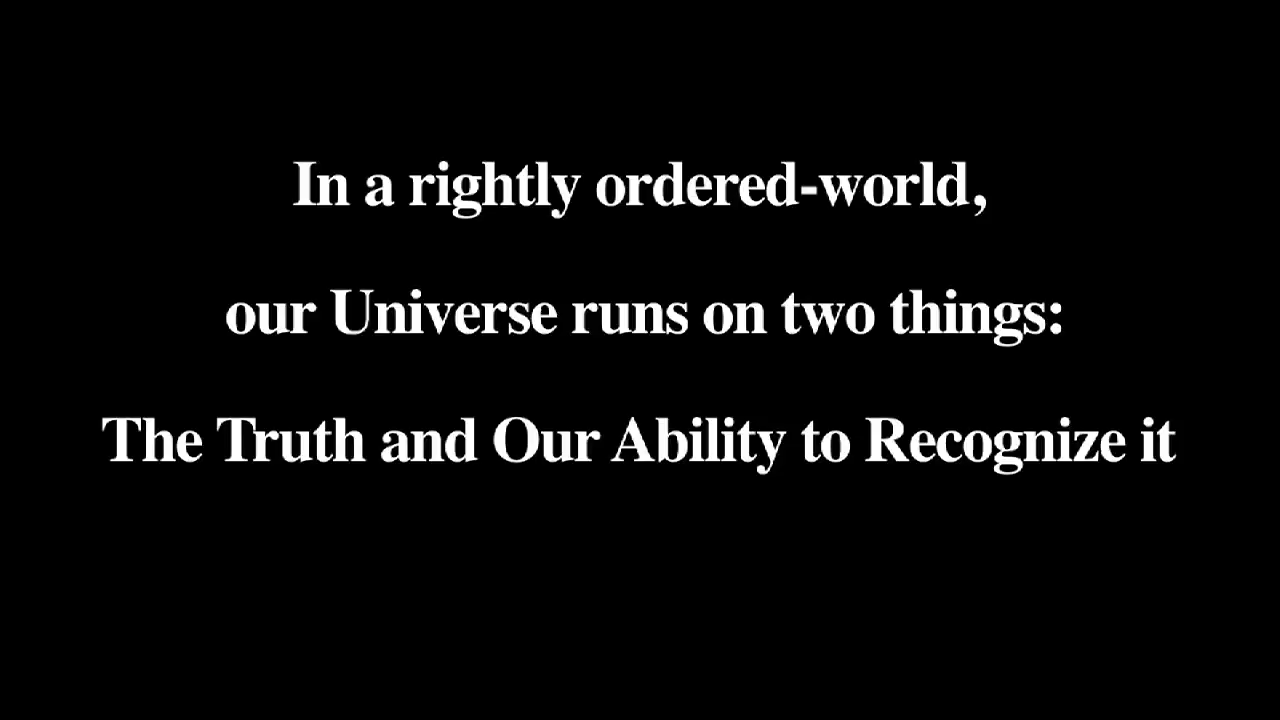 In a rightly ordered-world,
our Universe runs on two things:
The Truth and Our Ability to Recognize it